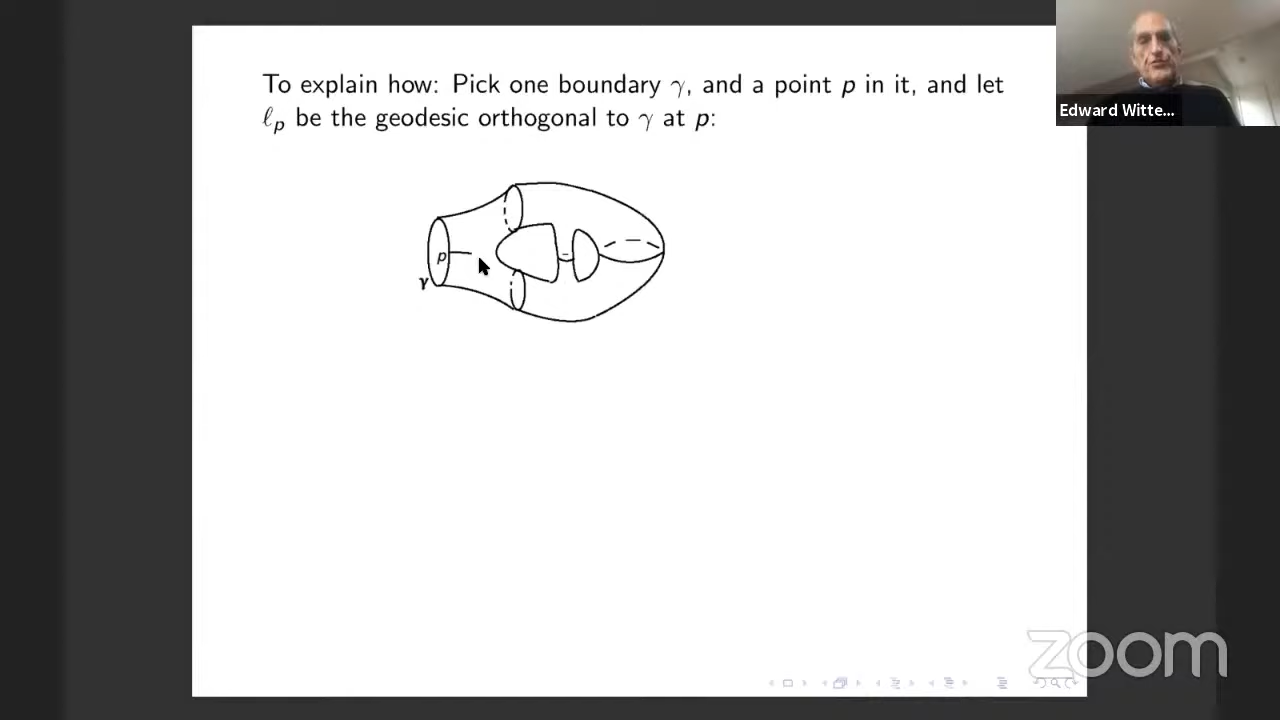 To explain how: Pick one boundary γ, and a point p in it, and let
ℓₚ be the geodesic orthogonal to γ at p:
Edward Witte...
p
γ
zoom